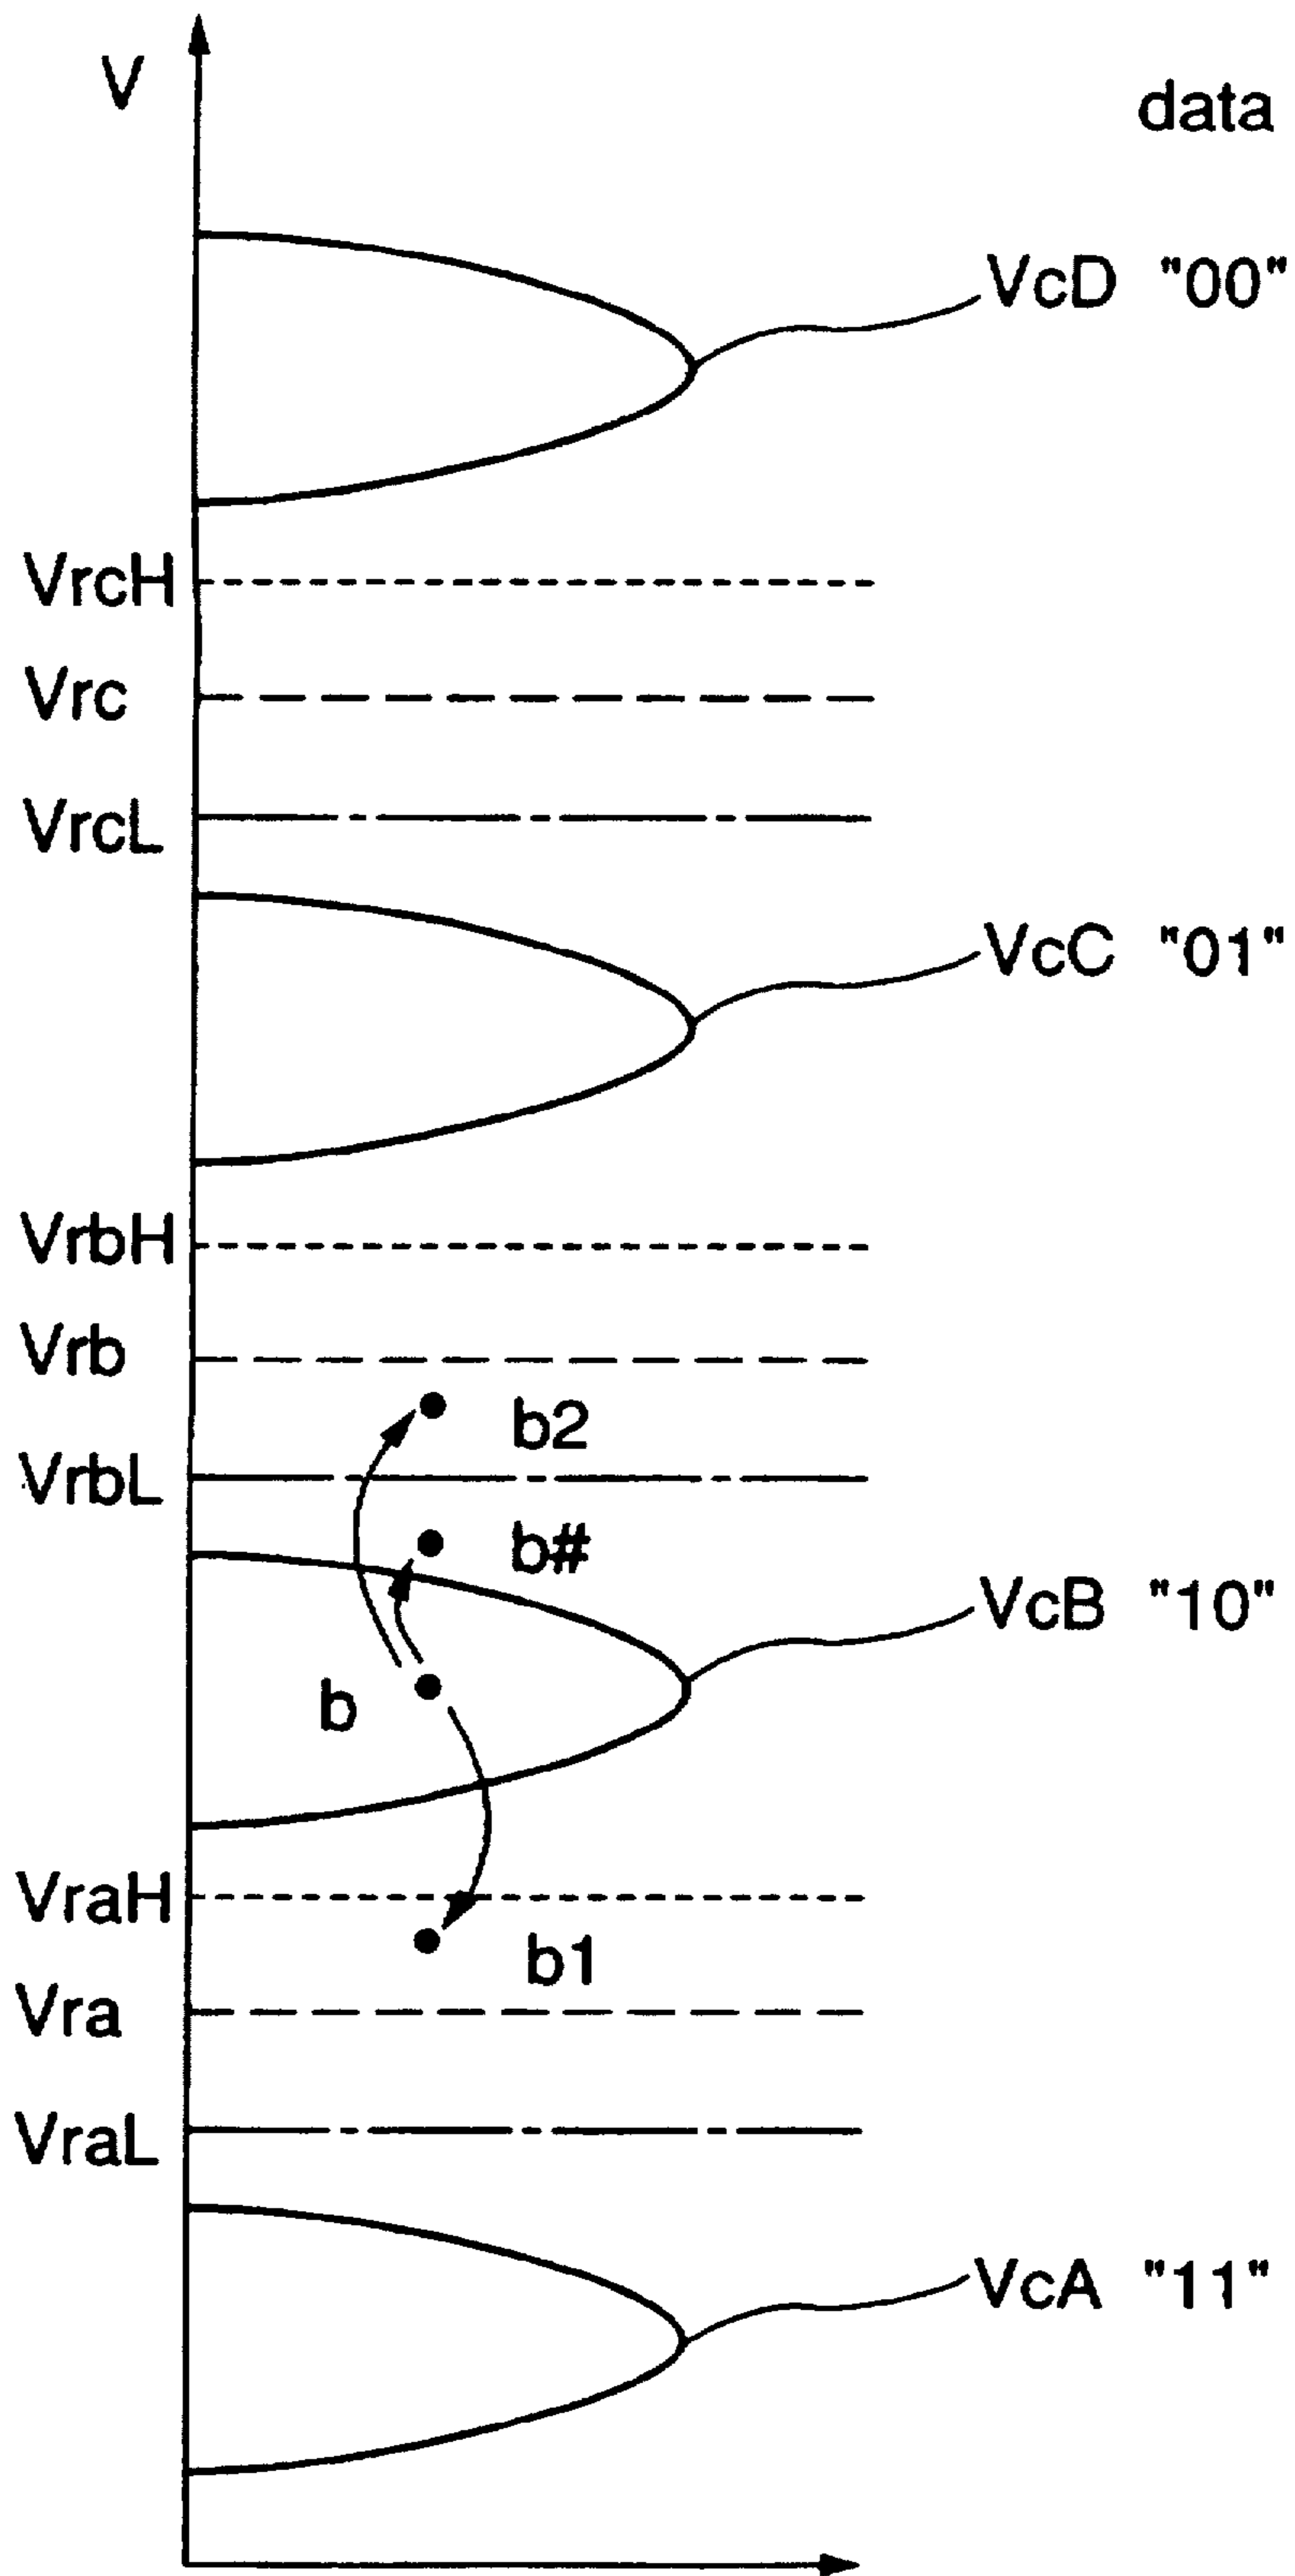 V
data
VcD "00"
VrcH
Vrc
VrcL
VcC "01"
VrbH
Vrb
b2
VrbL
b#
VcB "10"
b
VraH
b1
Vra
VraL
VcA "11"